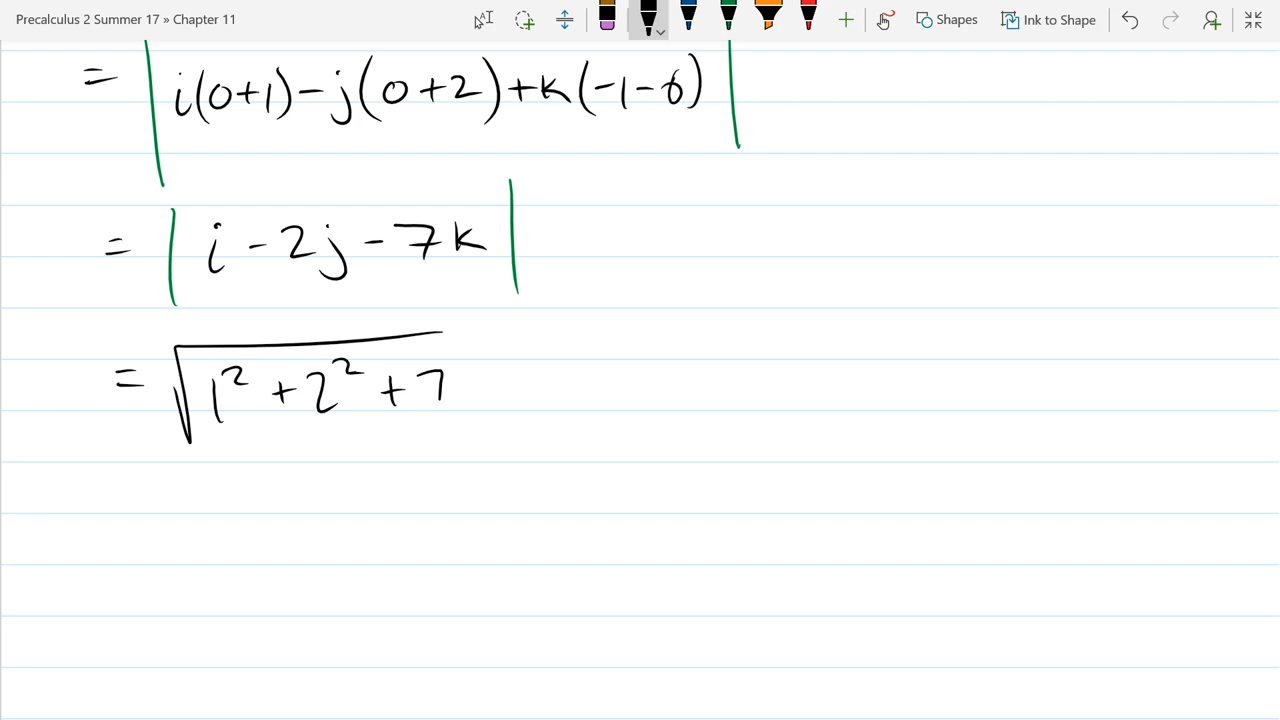 Precalculus 2 Summer 17 » Chapter 11
Shapes
Ink to Shape
= | i(0+1)-j(0+2)+k(-1-6) |
= | i-2j-7k |
= √1²+2²+7